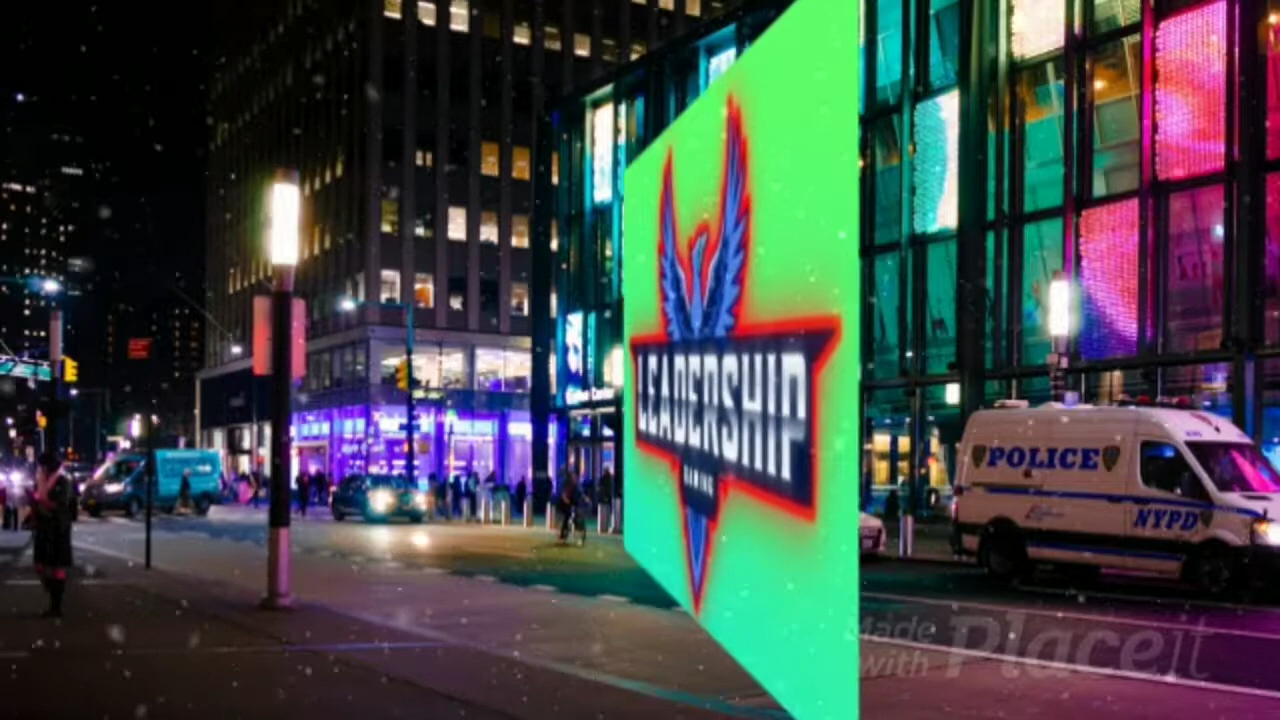 LEADERSHIP
GAMING
POLICE
NYPD
Made
with Placeit